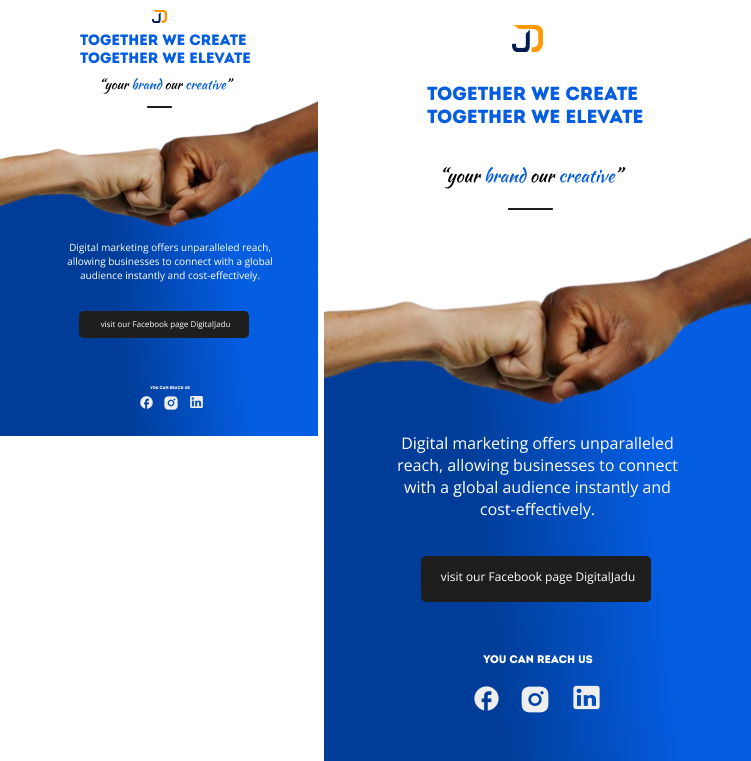 TOGETHER WE CREATE
TOGETHER WE ELEVATE
“your brand our creative”
Digital marketing offers unparalleled reach,
allowing businesses to connect with a global
audience instantly and cost-effectively.
visit our Facebook page DigitalJadu
YOU CAN REACH US
TOGETHER WE CREATE
TOGETHER WE ELEVATE
“your brand our creative”
Digital marketing offers unparalleled
reach, allowing businesses to connect
with a global audience instantly and
cost-effectively.
visit our Facebook page DigitalJadu
YOU CAN REACH US